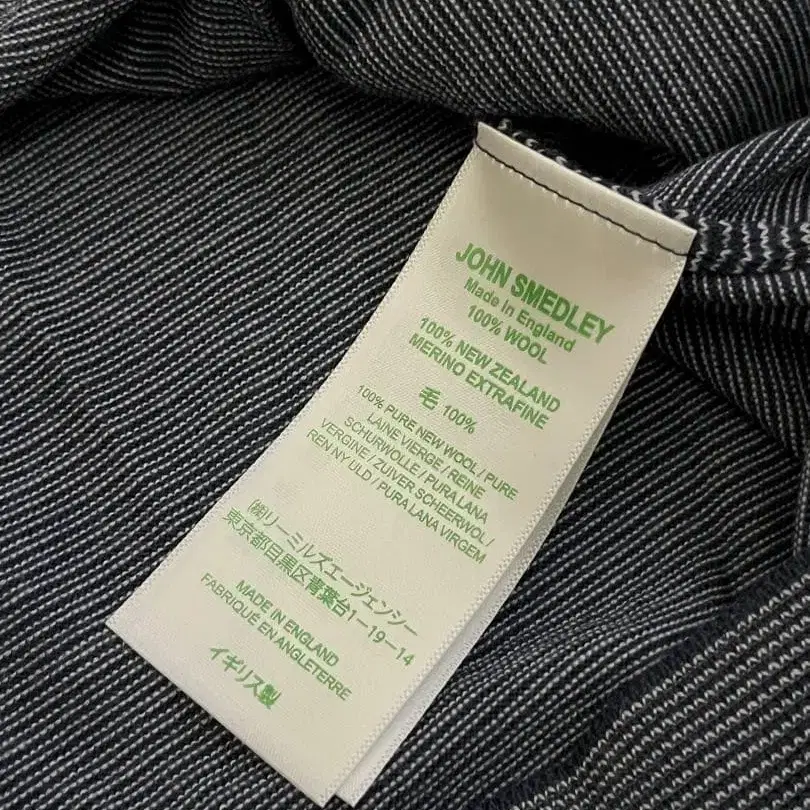 JOHN SMEDLEY
Made In England
100% WOOL
100% NEW ZEALAND
MERINO EXTRAFINE
毛 100%
100% PURE NEW WOOL / PURE
LAINE VIERGE / REINE
SCHURWOLLE / PURA LANA
VERGINE / ZUIVER SCHEERWOL /
REN NY ULD / PURA LANA VIRGEM
㈱リーミルズエージェンシー
東京都目黒区青葉台1-19-14
MADE IN ENGLAND
FABRIQUÉ EN ANGLETERRE
イギリス製